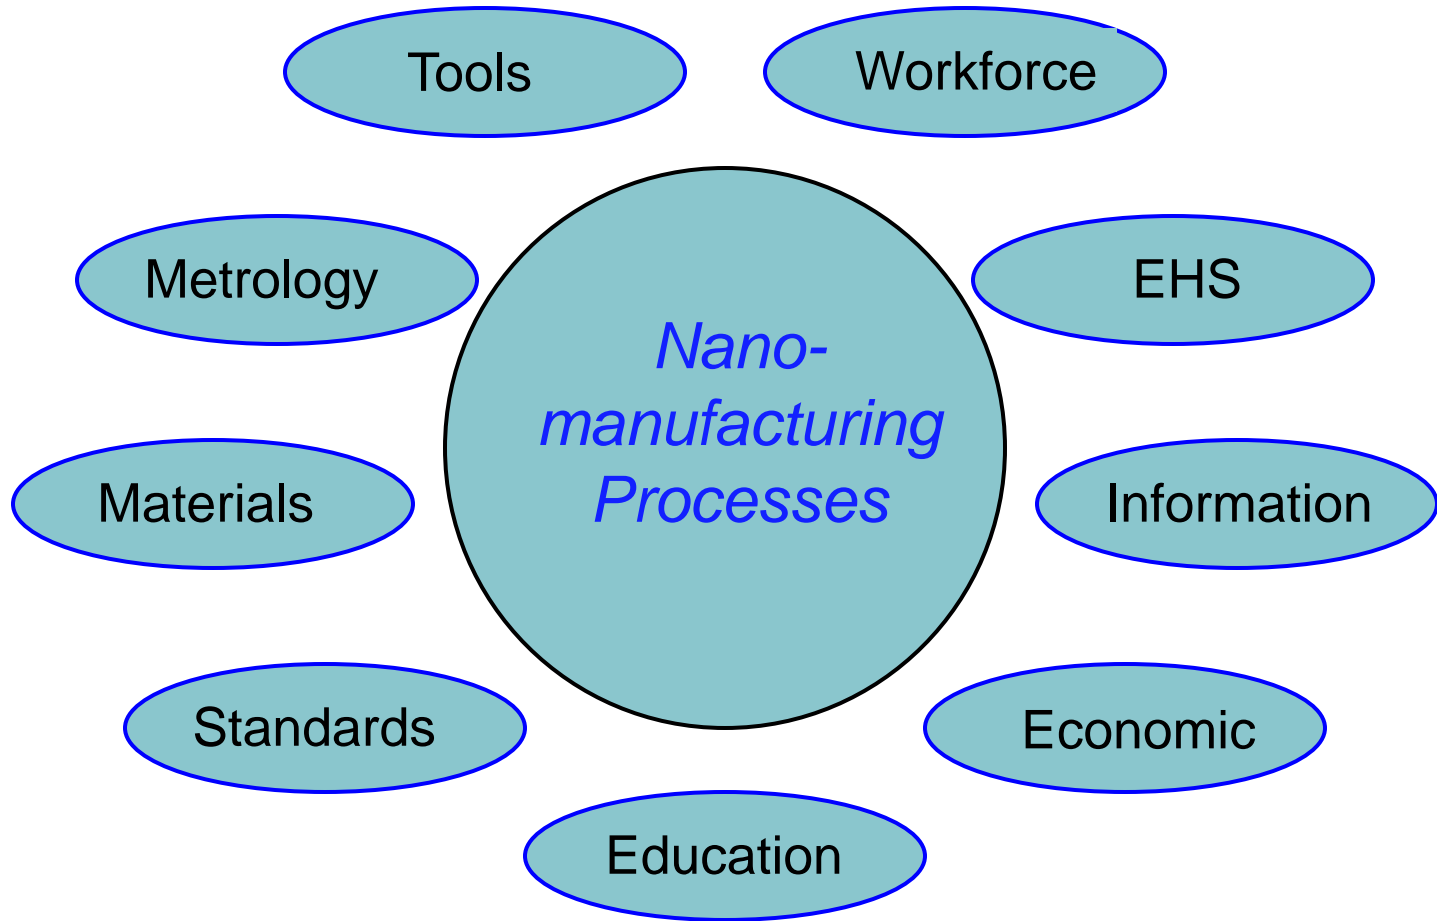 Tools
Workforce
Metrology
EHS
Nano-
manufacturing
Processes
Materials
Information
Standards
Economic
Education